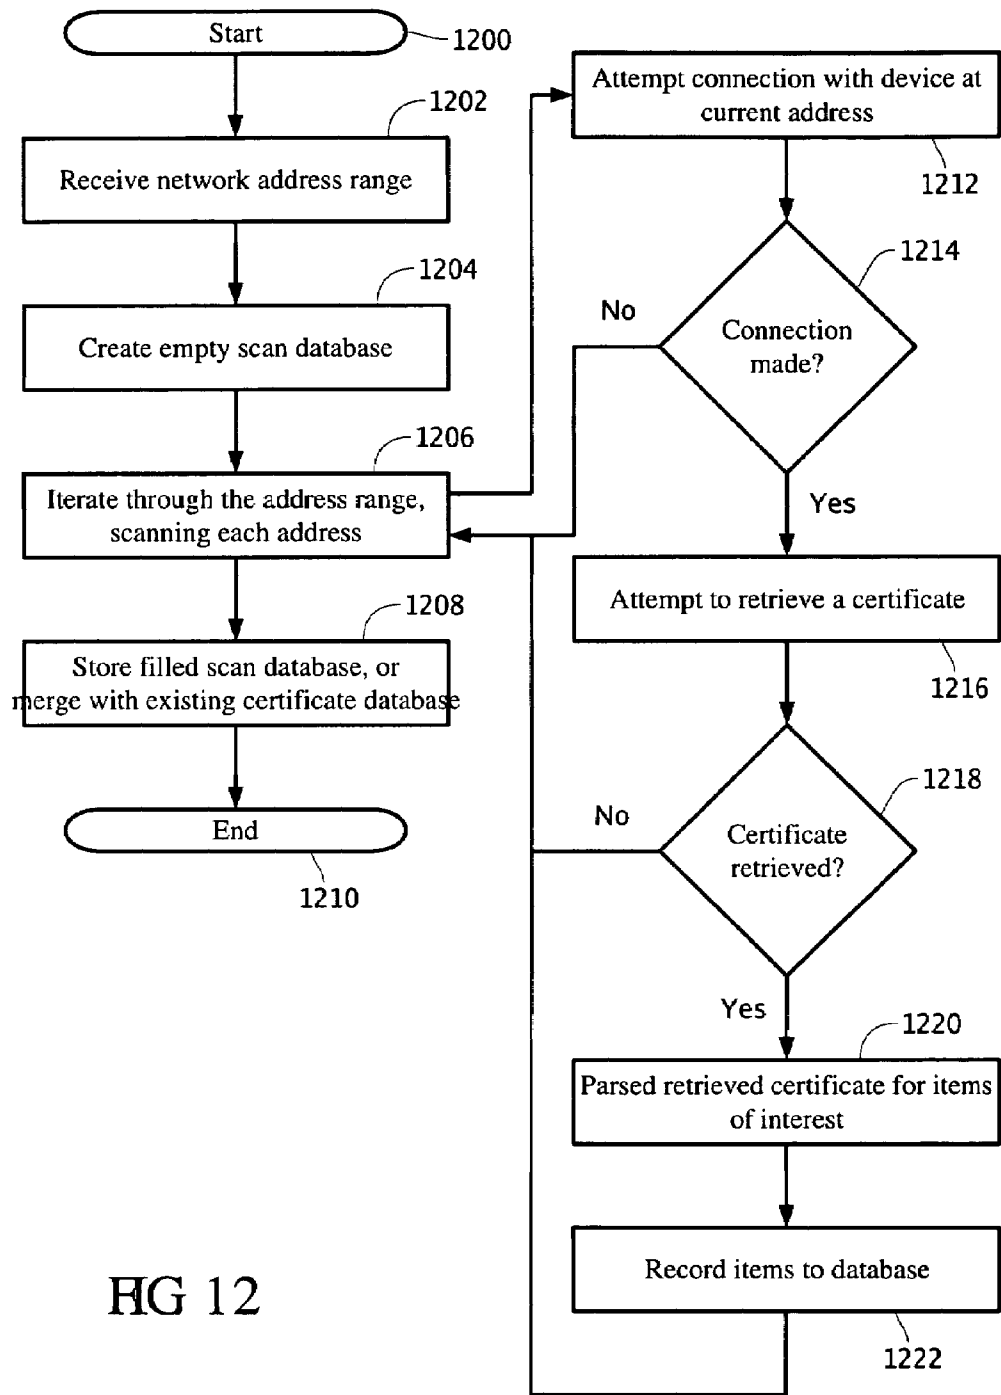 Start
1200
1202
Receive network address range
1204
Create empty scan database
1206
Iterate through the address range,
scanning each address
1208
Store filled scan database, or
merge with existing certificate database
End
1210
Attempt connection with device at
current address
1212
1214
Connection
made?
No
Yes
Attempt to retrieve a certificate
1216
1218
Certificate
retrieved?
No
Yes
1220
Parsed retrieved certificate for items
of interest
Record items to database
1222
FIG 12